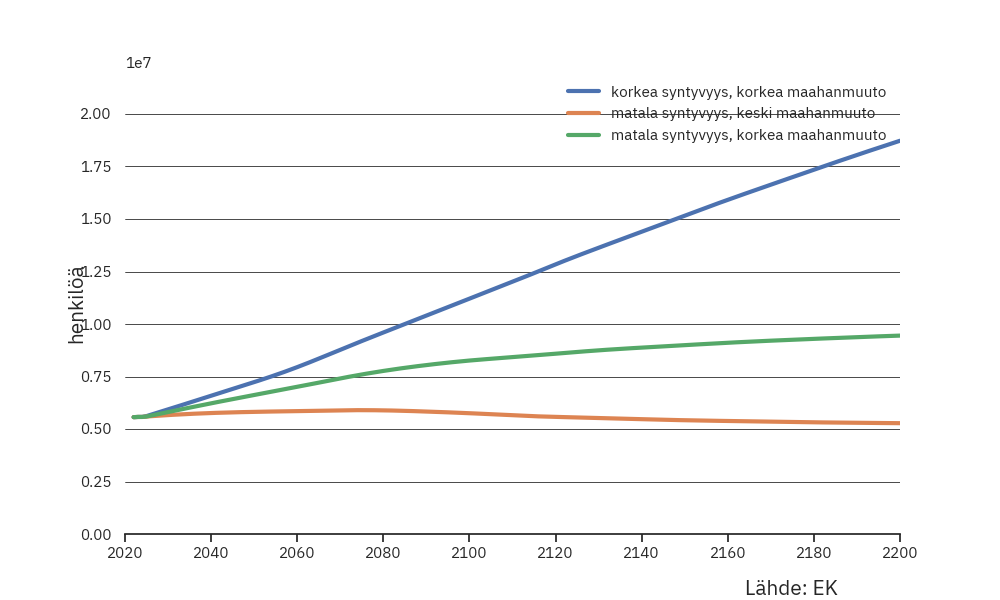 1e7
korkea syntyvyys, korkea maahanmuuto
matala syntyvyys, keski maahanmuuto
matala syntyvyys, korkea maahanmuuto
henkilöä
2.00
1.75
1.50
1.25
1.00
0.75
0.50
0.25
0.00
2020 2040 2060 2080 2100 2120 2140 2160 2180 2200
Lähde: EK